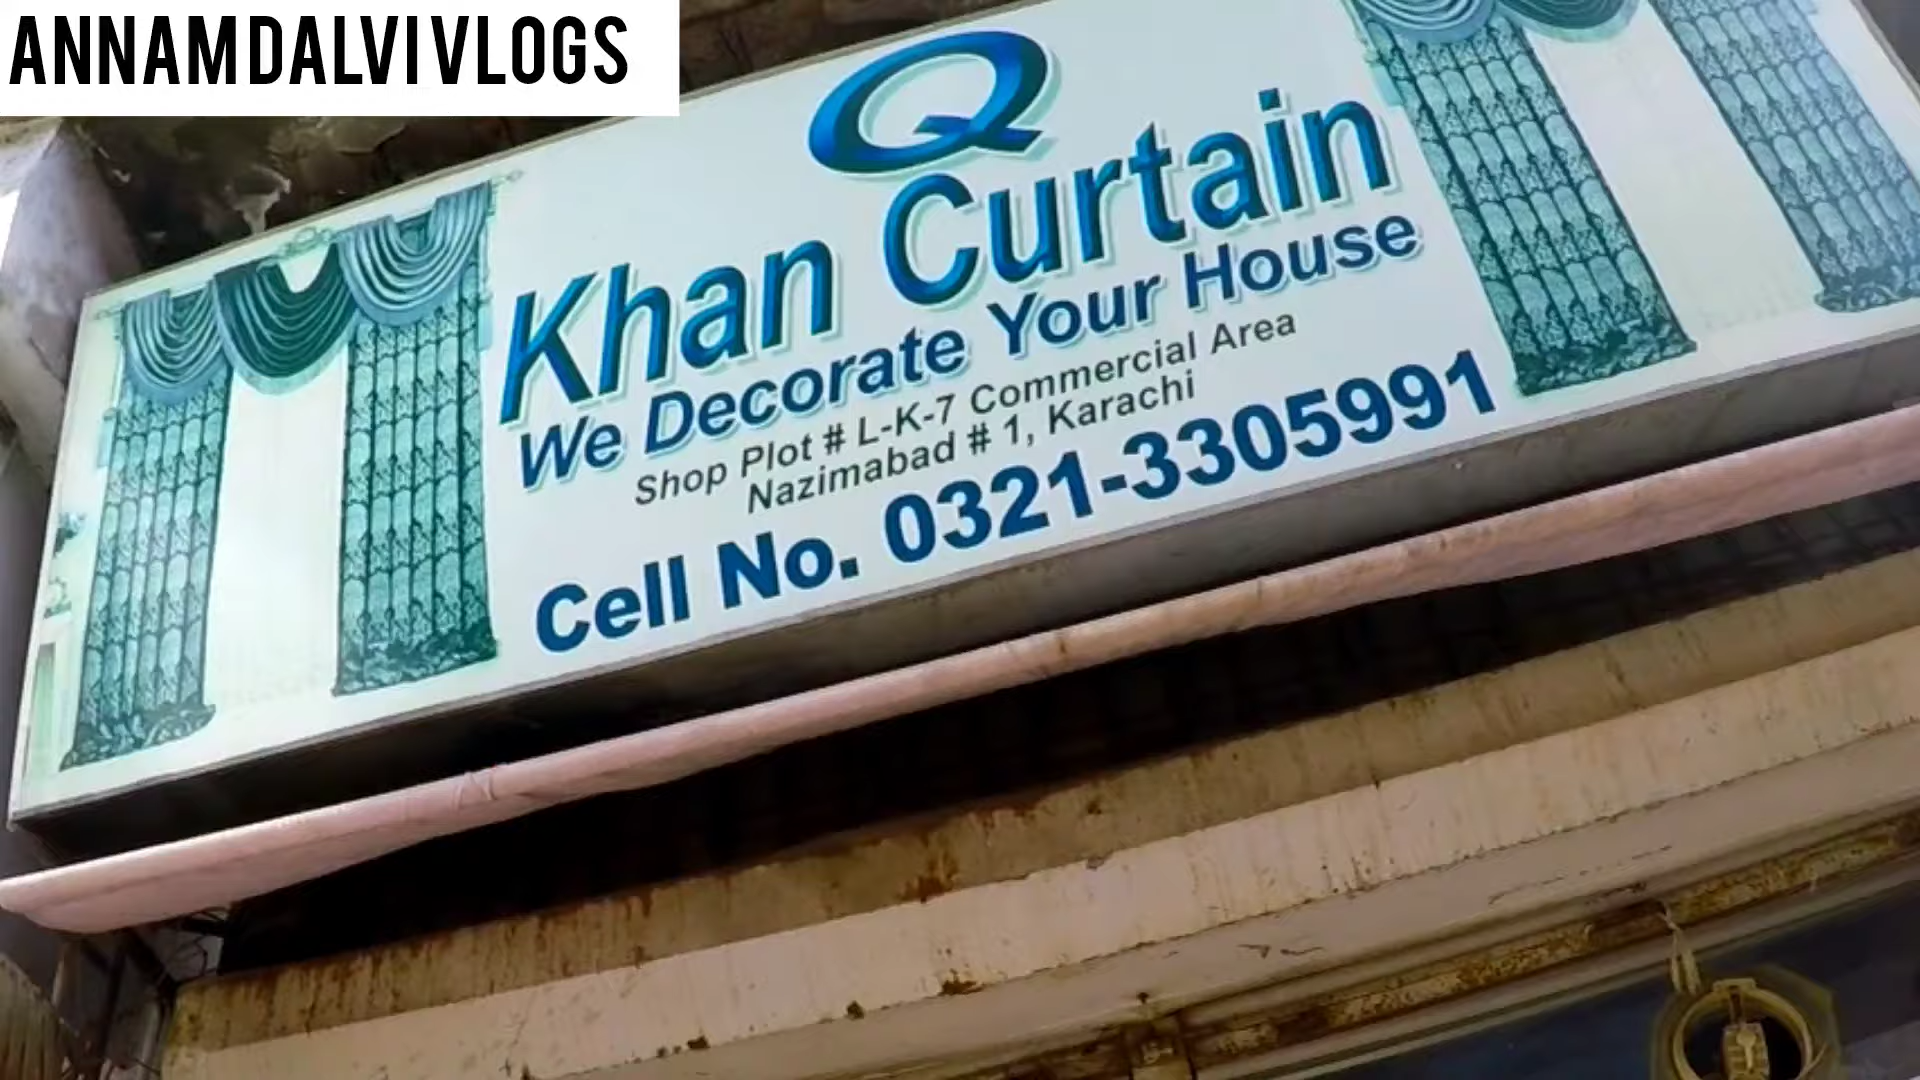 ANNAMDALVIVLOGS
Q
Khan Curtain
We Decorate Your House
Shop Plot # L-K-7 Commercial Area
Nazimabad # 1, Karachi
Cell No. 0321-3305991